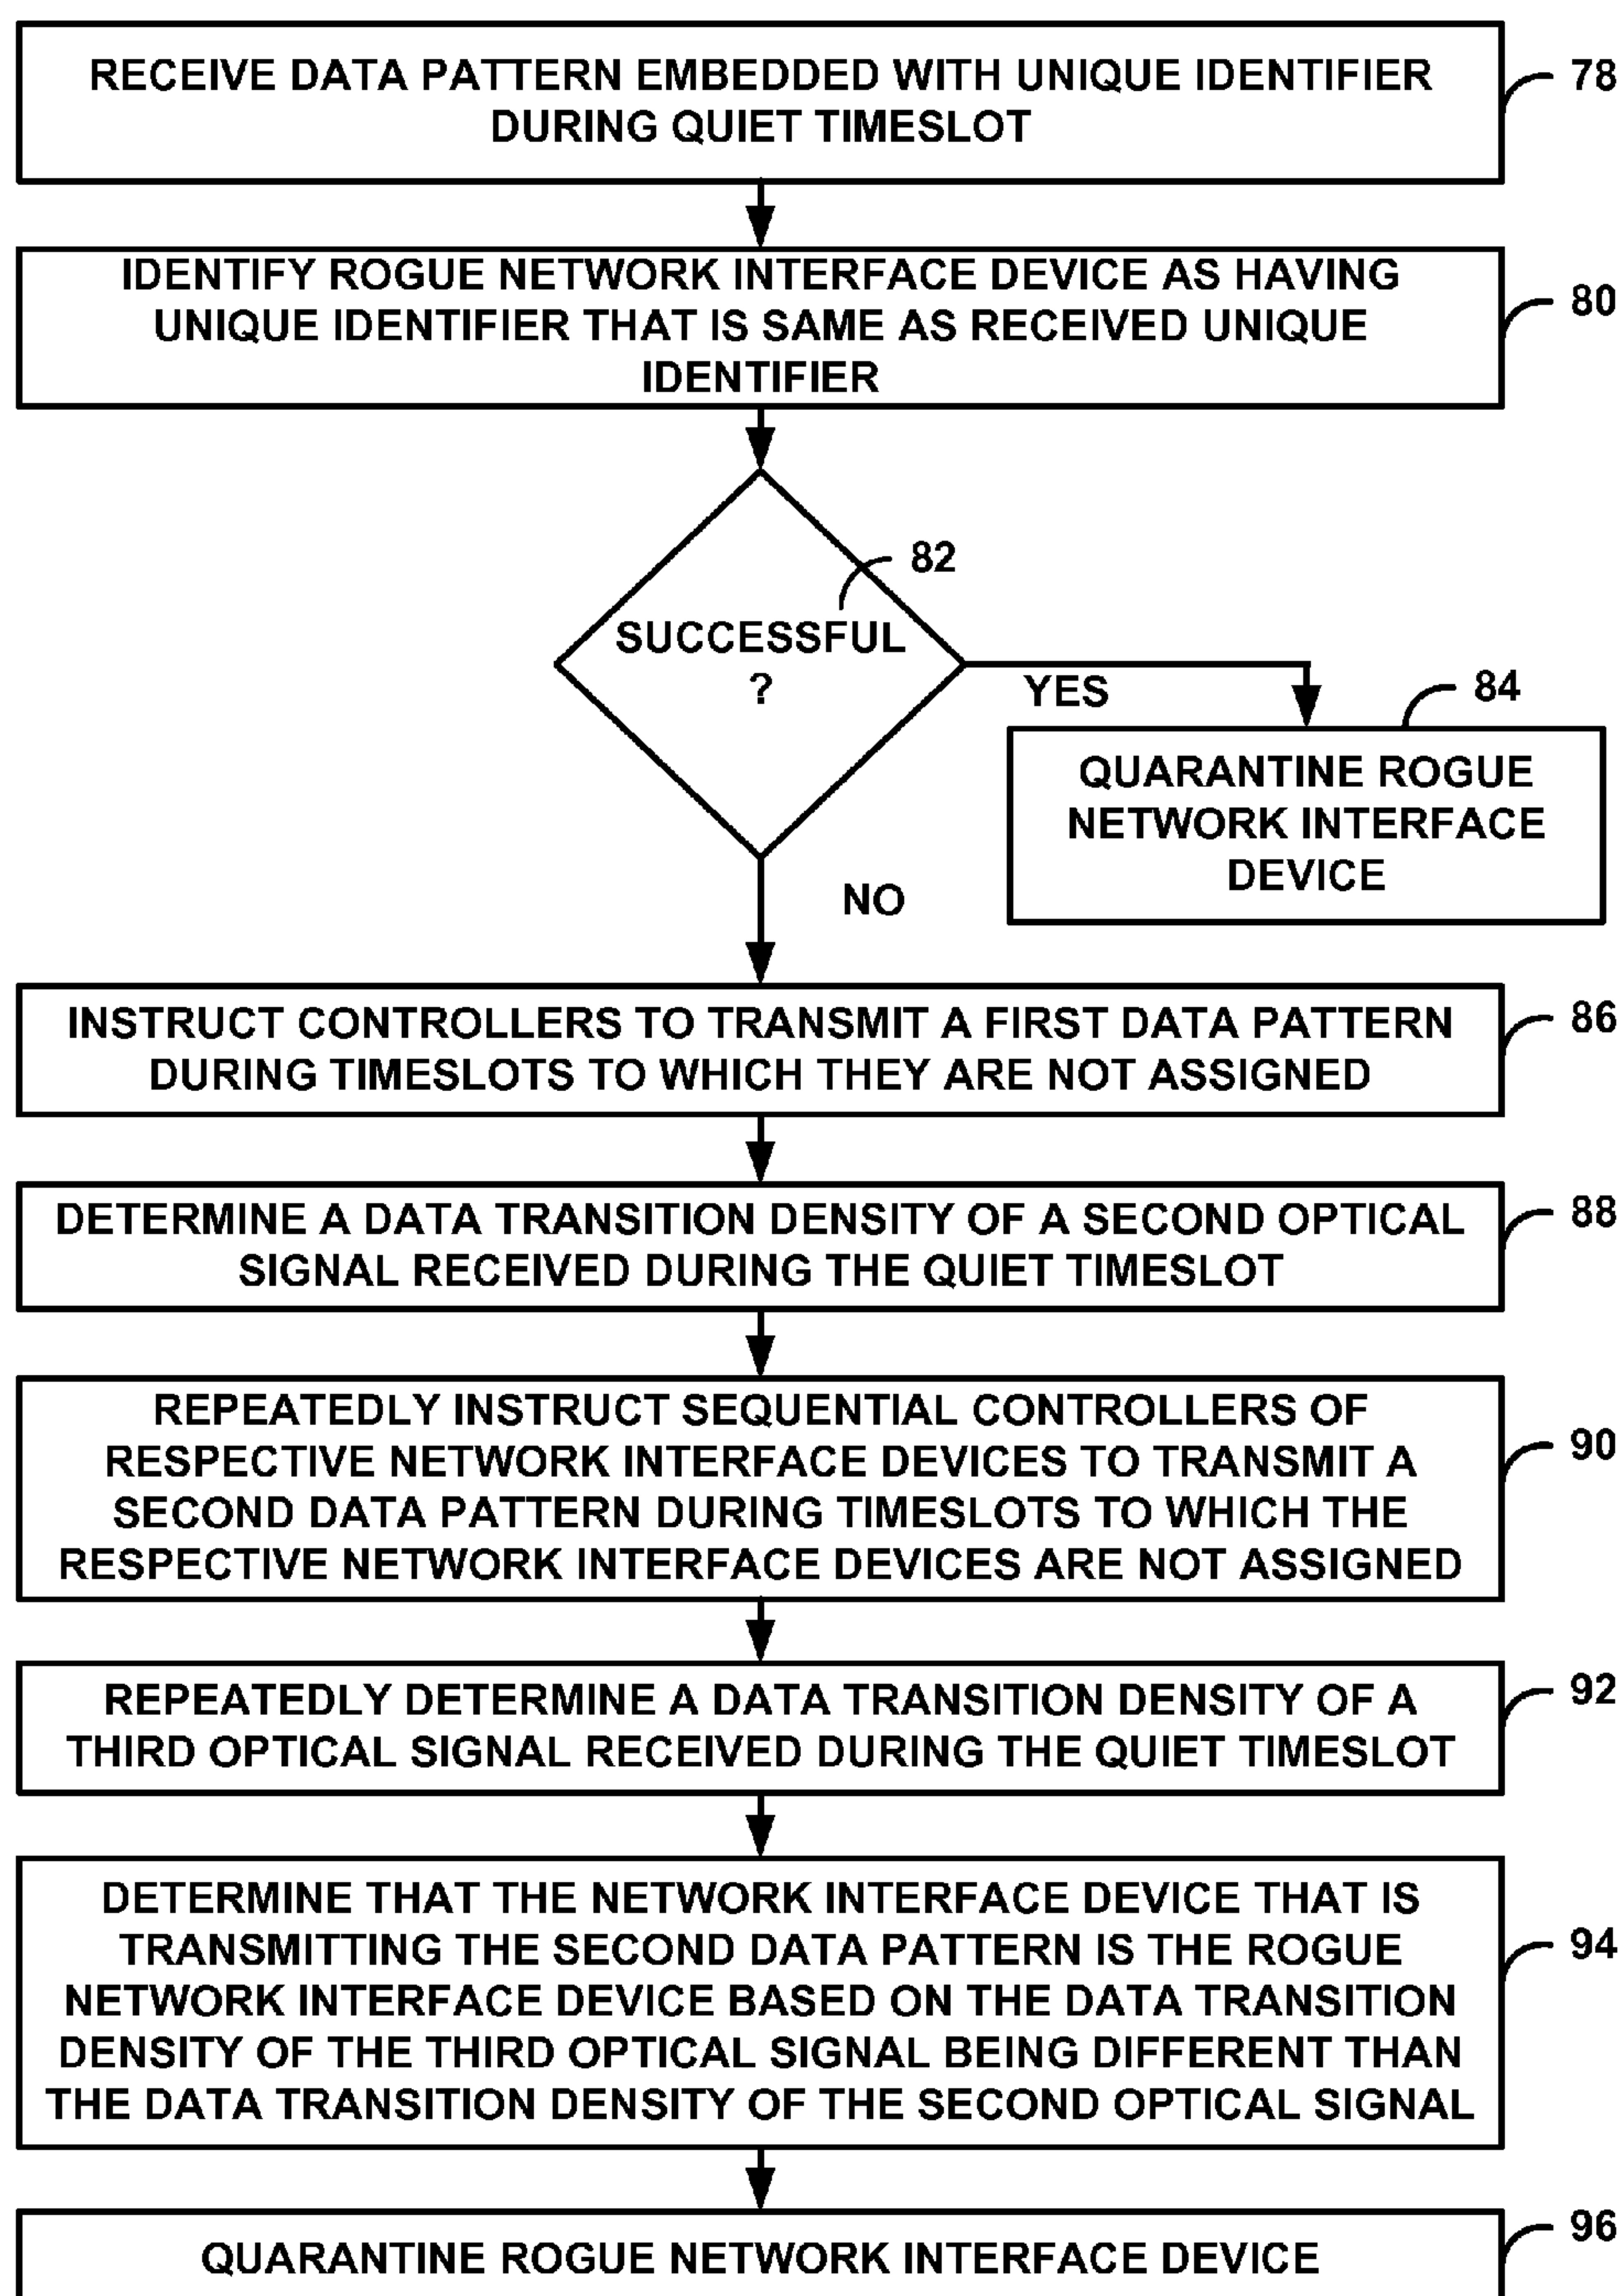 RECEIVE DATA PATTERN EMBEDDED WITH UNIQUE IDENTIFIER
DURING QUIET TIMESLOT
78
IDENTIFY ROGUE NETWORK INTERFACE DEVICE AS HAVING
UNIQUE IDENTIFIER THAT IS SAME AS RECEIVED UNIQUE
IDENTIFIER
80
82
SUCCESSFUL
?
YES
84
QUARANTINE ROGUE
NETWORK INTERFACE
DEVICE
NO
INSTRUCT CONTROLLERS TO TRANSMIT A FIRST DATA PATTERN
DURING TIMESLOTS TO WHICH THEY ARE NOT ASSIGNED
86
DETERMINE A DATA TRANSITION DENSITY OF A SECOND OPTICAL
SIGNAL RECEIVED DURING THE QUIET TIMESLOT
88
REPEATEDLY INSTRUCT SEQUENTIAL CONTROLLERS OF
RESPECTIVE NETWORK INTERFACE DEVICES TO TRANSMIT A
SECOND DATA PATTERN DURING TIMESLOTS TO WHICH THE
RESPECTIVE NETWORK INTERFACE DEVICES ARE NOT ASSIGNED
90
REPEATEDLY DETERMINE A DATA TRANSITION DENSITY OF A
THIRD OPTICAL SIGNAL RECEIVED DURING THE QUIET TIMESLOT
92
DETERMINE THAT THE NETWORK INTERFACE DEVICE THAT IS
TRANSMITTING THE SECOND DATA PATTERN IS THE ROGUE
NETWORK INTERFACE DEVICE BASED ON THE DATA TRANSITION
DENSITY OF THE THIRD OPTICAL SIGNAL BEING DIFFERENT THAN
THE DATA TRANSITION DENSITY OF THE SECOND OPTICAL SIGNAL
94
QUARANTINE ROGUE NETWORK INTERFACE DEVICE
96